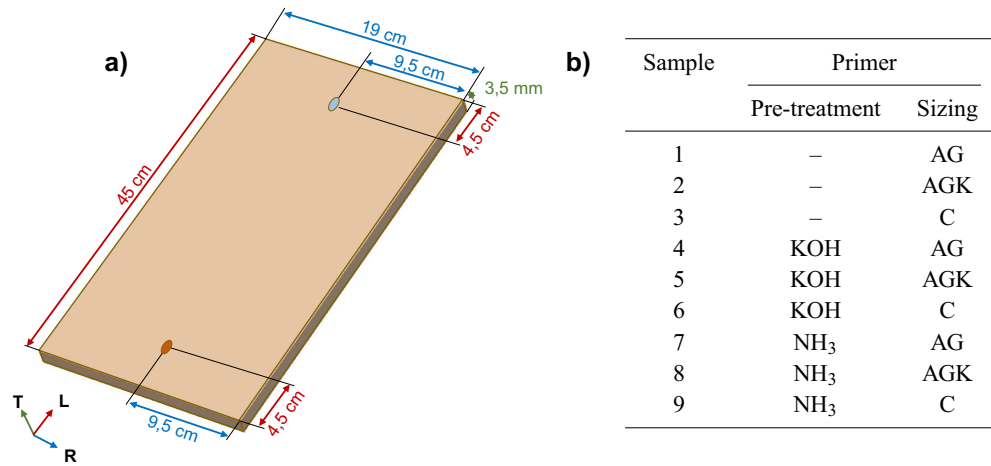 a)
19 cm
9,5 cm
3,5 mm
4,5 cm
45 cm
4,5 cm
9,5 cm
T
L
R
b)
Sample Primer
Pre-treatment Sizing
1 – AG
2 – AGK
3 – C
4 KOH AG
5 KOH AGK
6 KOH C
7 NH₃ AG
8 NH₃ AGK
9 NH₃ C